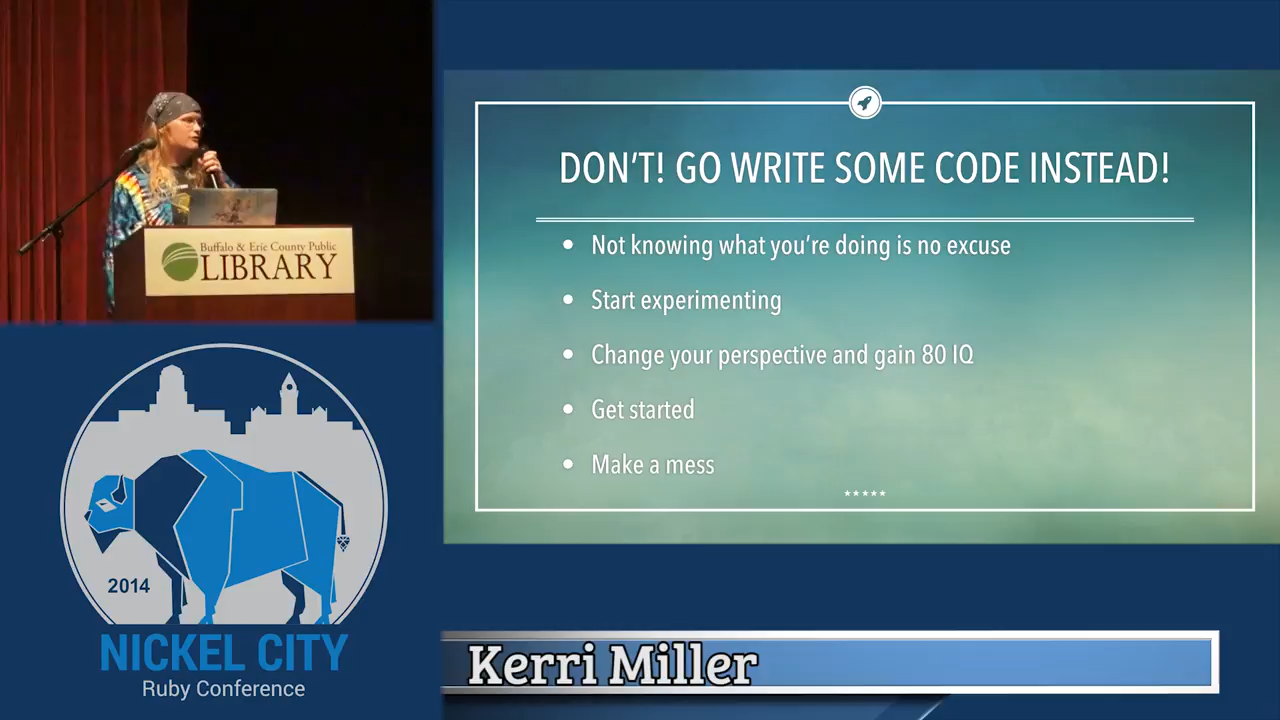 Buffalo & Erie County Public
LIBRARY
DON'T! GO WRITE SOME CODE INSTEAD!
• Not knowing what you're doing is no excuse
• Start experimenting
• Change your perspective and gain 80 IQ
• Get started
• Make a mess
2014
NICKEL CITY
Ruby Conference
Kerri Miller